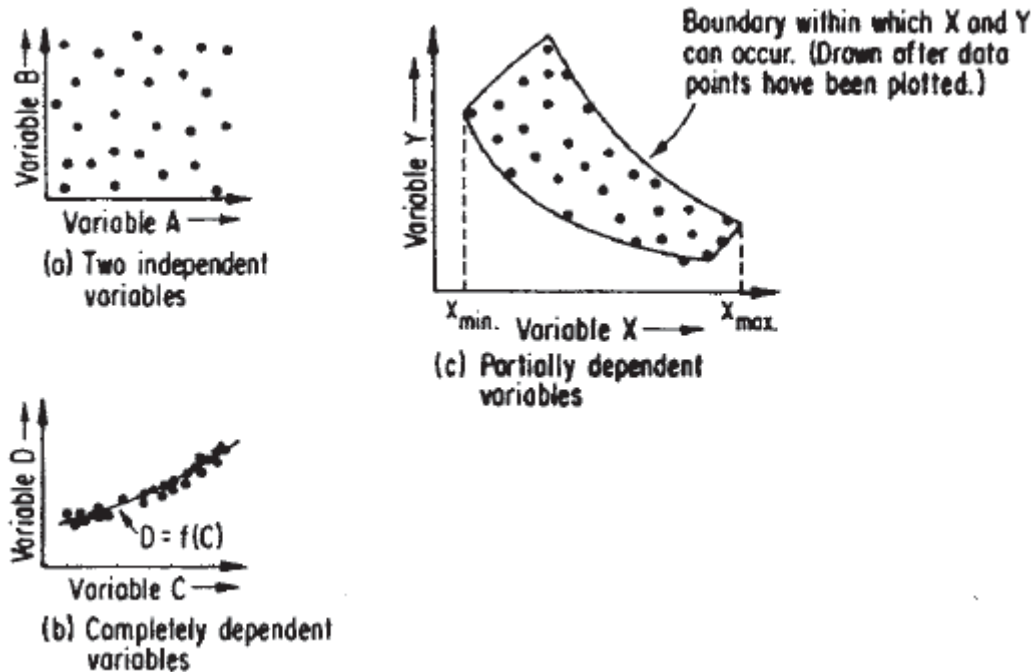 Variable B
Variable A
(a) Two independent
variables
Variable D
D = f(C)
Variable C
(b) Completely dependent
variables
Boundary within which X and Y
can occur. (Drawn after data
points have been plotted.)
Variable Y
Xmin.
Variable X
Xmax.
(c) Partially dependent
variables